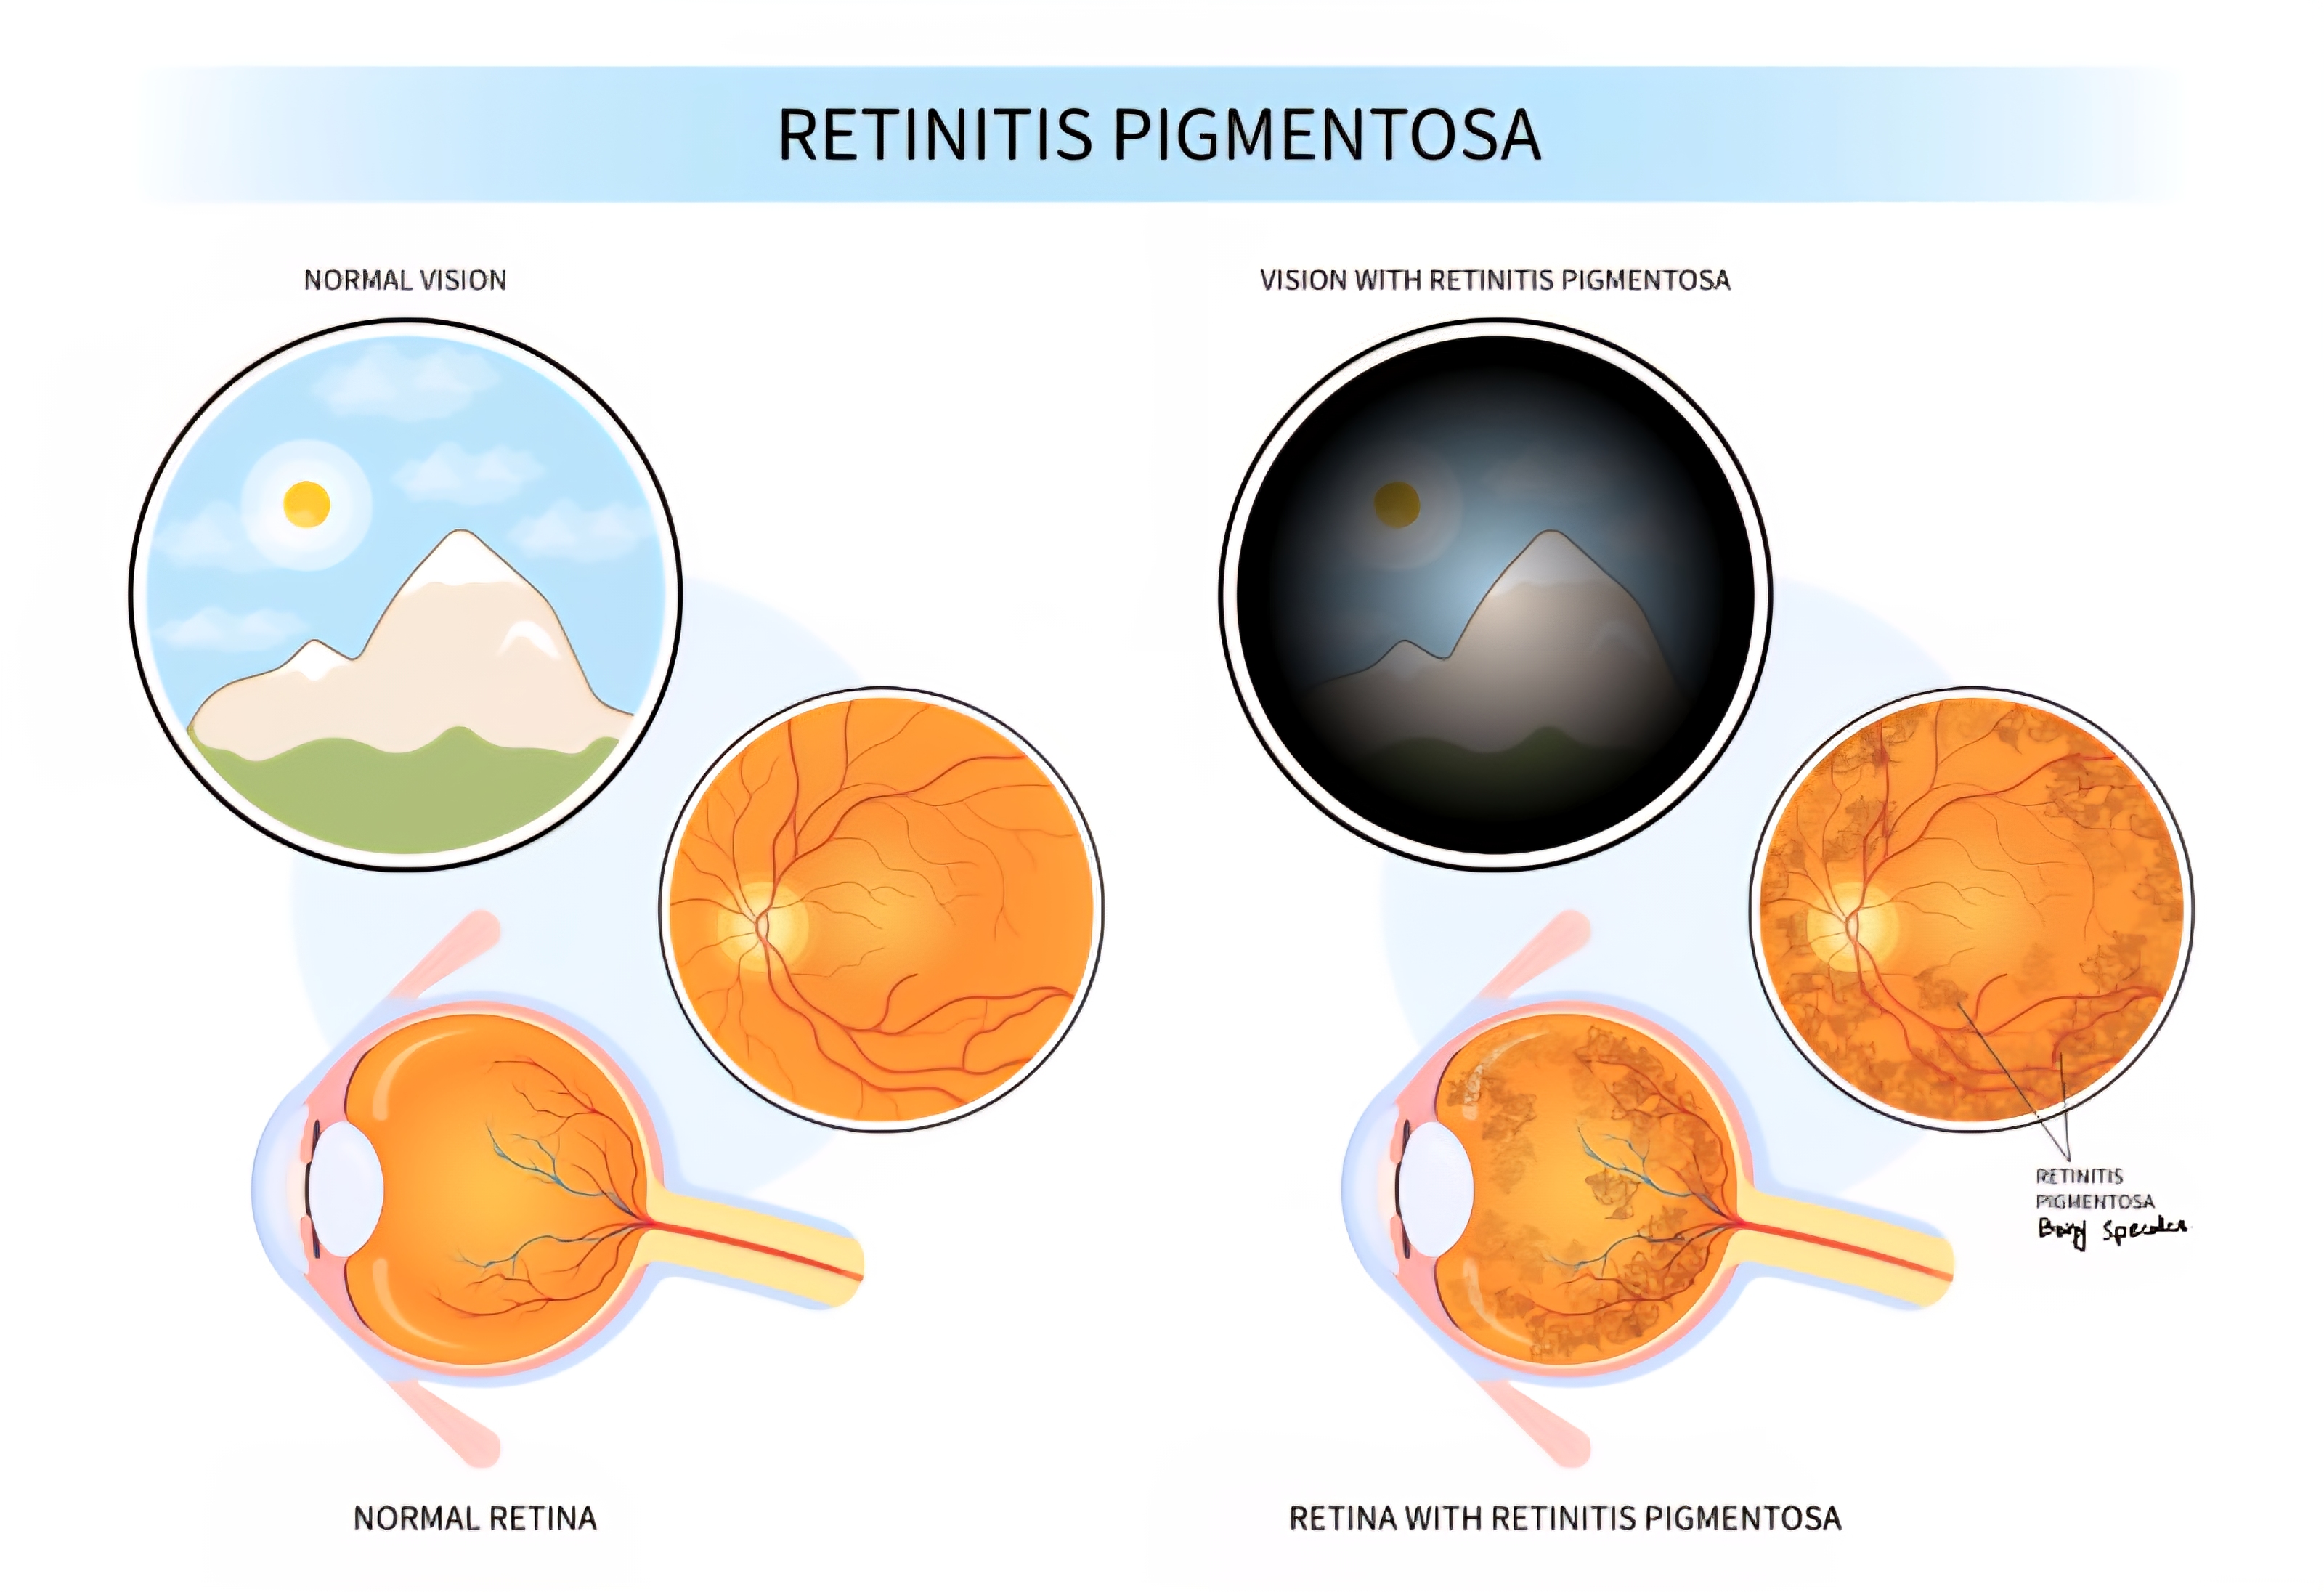 RETINITIS PIGMENTOSA
NORMAL VISION
VISION WITH RETINITIS PIGMENTOSA
RETINITIS
PIGMENTOSA
NORMAL RETINA
RETINA WITH RETINITIS PIGMENTOSA